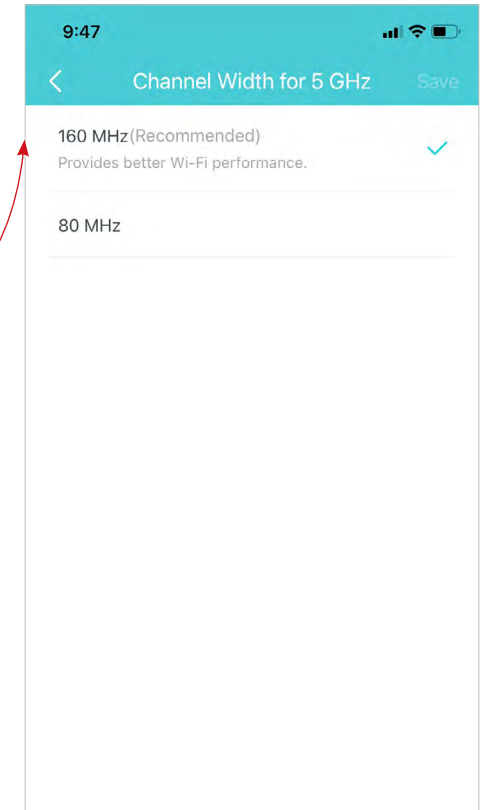 9:47
Channel Width for 5 GHz Save
160 MHz(Recommended)
Provides better Wi-Fi performance.
80 MHz